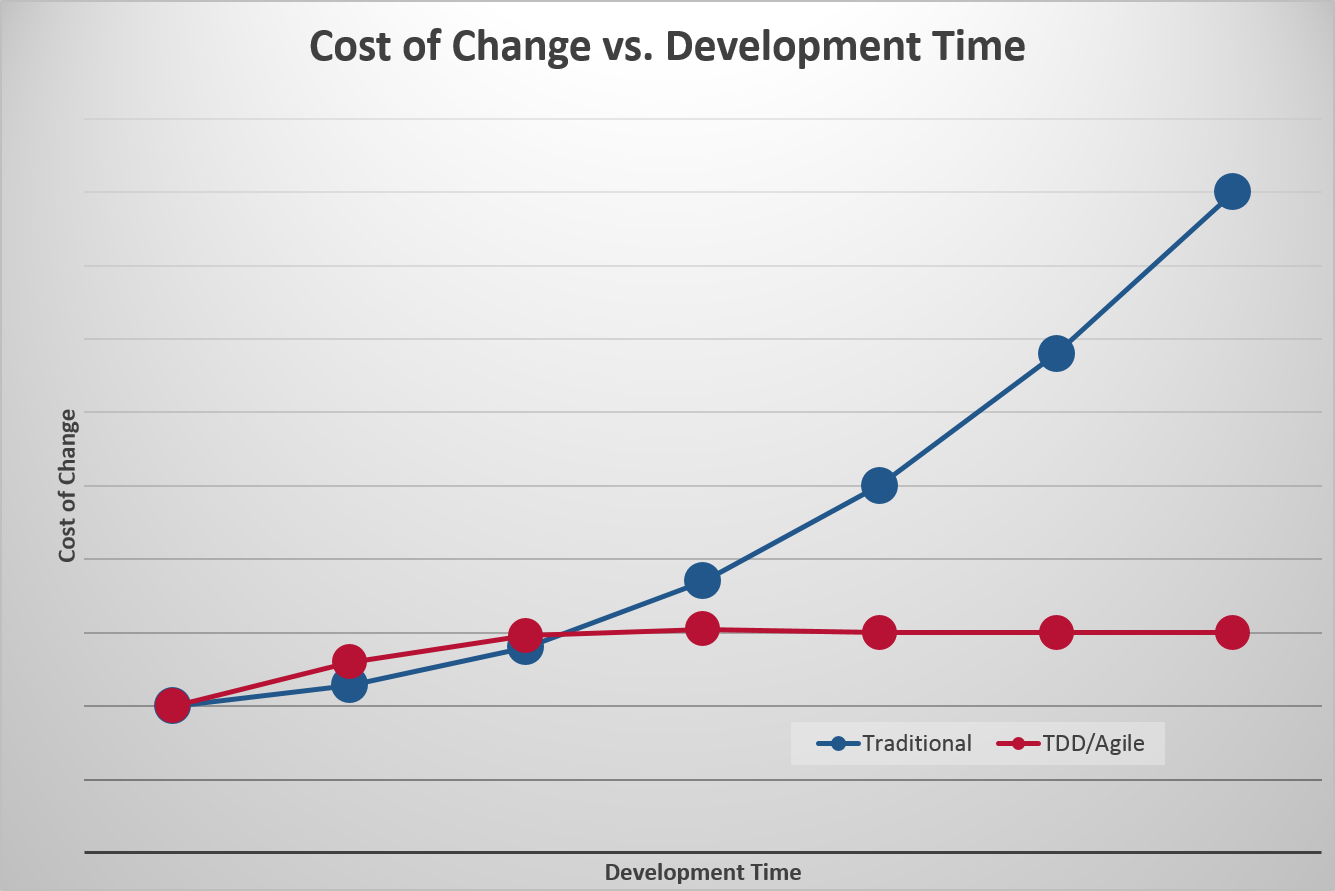 Cost of Change vs. Development Time
Cost of Change
Traditional
TDD/Agile
Development Time